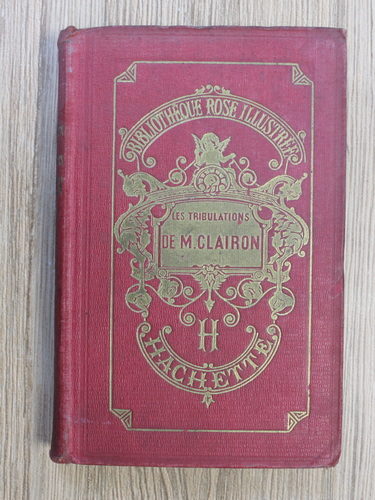 BIBLIOTHÈQUE ROSE ILLUSTRÉE
LES TRIBULATIONS
DE M. CLAIRON
H
HACHETTE